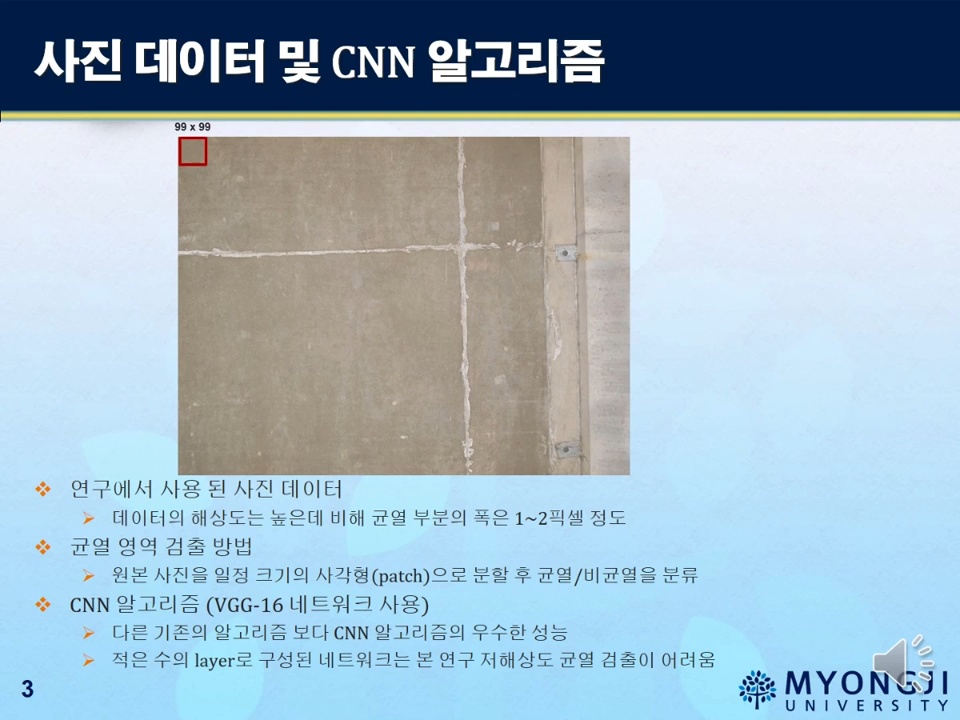 사진 데이터 및 CNN 알고리즘
99 x 99
연구에서 사용 된 사진 데이터
데이터의 해상도는 높은데 비해 균열 부분의 폭은 1~2픽셀 정도
균열 영역 검출 방법
원본 사진을 일정 크기의 사각형(patch)으로 분할 후 균열/비균열을 분류
CNN 알고리즘 (VGG-16 네트워크 사용)
다른 기존의 알고리즘 보다 CNN 알고리즘의 우수한 성능
적은 수의 layer로 구성된 네트워크는 본 연구 저해상도 균열 검출이 어려움
3
MYONGJI
UNIVERSITY